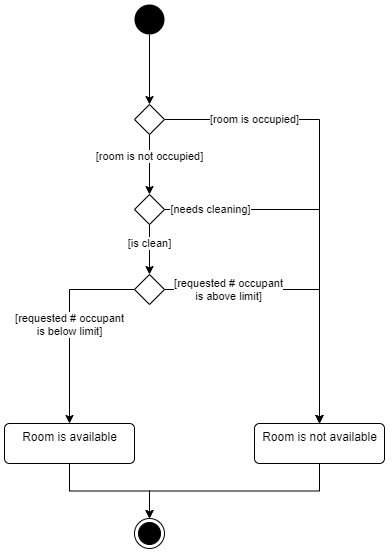 [room is occupied]
[room is not occupied]
[needs cleaning]
[is clean]
[requested # occupant
is above limit]
[requested # occupant
is below limit]
Room is available
Room is not available